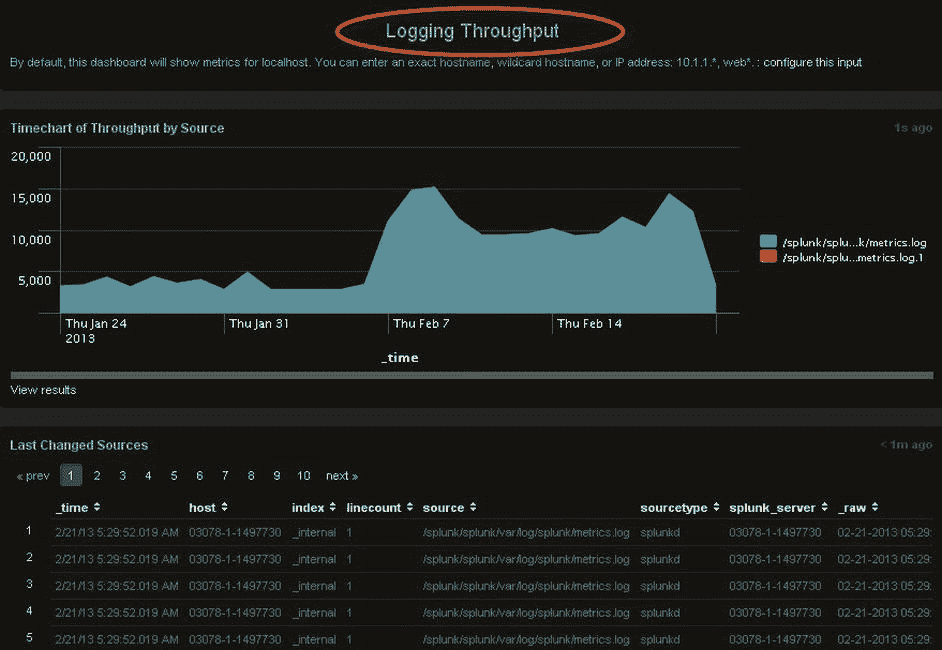 Logging Throughput
By default, this dashboard will show metrics for localhost. You can enter an exact hostname, wildcard hostname, or IP address: 10.1.1.*, web*. : configure this input
Timechart of Throughput by Source 1s ago
20,000
15,000
10,000
5,000
/splunk/splu...k/metrics.log
/splunk/splu...metrics.log.1
Thu Jan 24 Thu Jan 31 Thu Feb 7 Thu Feb 14
2013
_time
View results
Last Changed Sources < 1m ago
« prev 1 2 3 4 5 6 7 8 9 10 next »
_time host index linecount source sourcetype splunk_server _raw
1 2/21/13 5:29:52.019 AM 03078-1-1497730 _internal 1 /splunk/splunk/var/log/splunk/metrics.log splunkd 03078-1-1497730 02-21-2013 05:29:
2 2/21/13 5:29:52.019 AM 03078-1-1497730 _internal 1 /splunk/splunk/var/log/splunk/metrics.log splunkd 03078-1-1497730 02-21-2013 05:29:
3 2/21/13 5:29:52.019 AM 03078-1-1497730 _internal 1 /splunk/splunk/var/log/splunk/metrics.log splunkd 03078-1-1497730 02-21-2013 05:29:
4 2/21/13 5:29:52.019 AM 03078-1-1497730 _internal 1 /splunk/splunk/var/log/splunk/metrics.log splunkd 03078-1-1497730 02-21-2013 05:29:
5 2/21/13 5:29:52.019 AM 03078-1-1497730 _internal 1 /splunk/splunk/var/log/splunk/metrics.log splunkd 03078-1-1497730 02-21-2013 05:29: